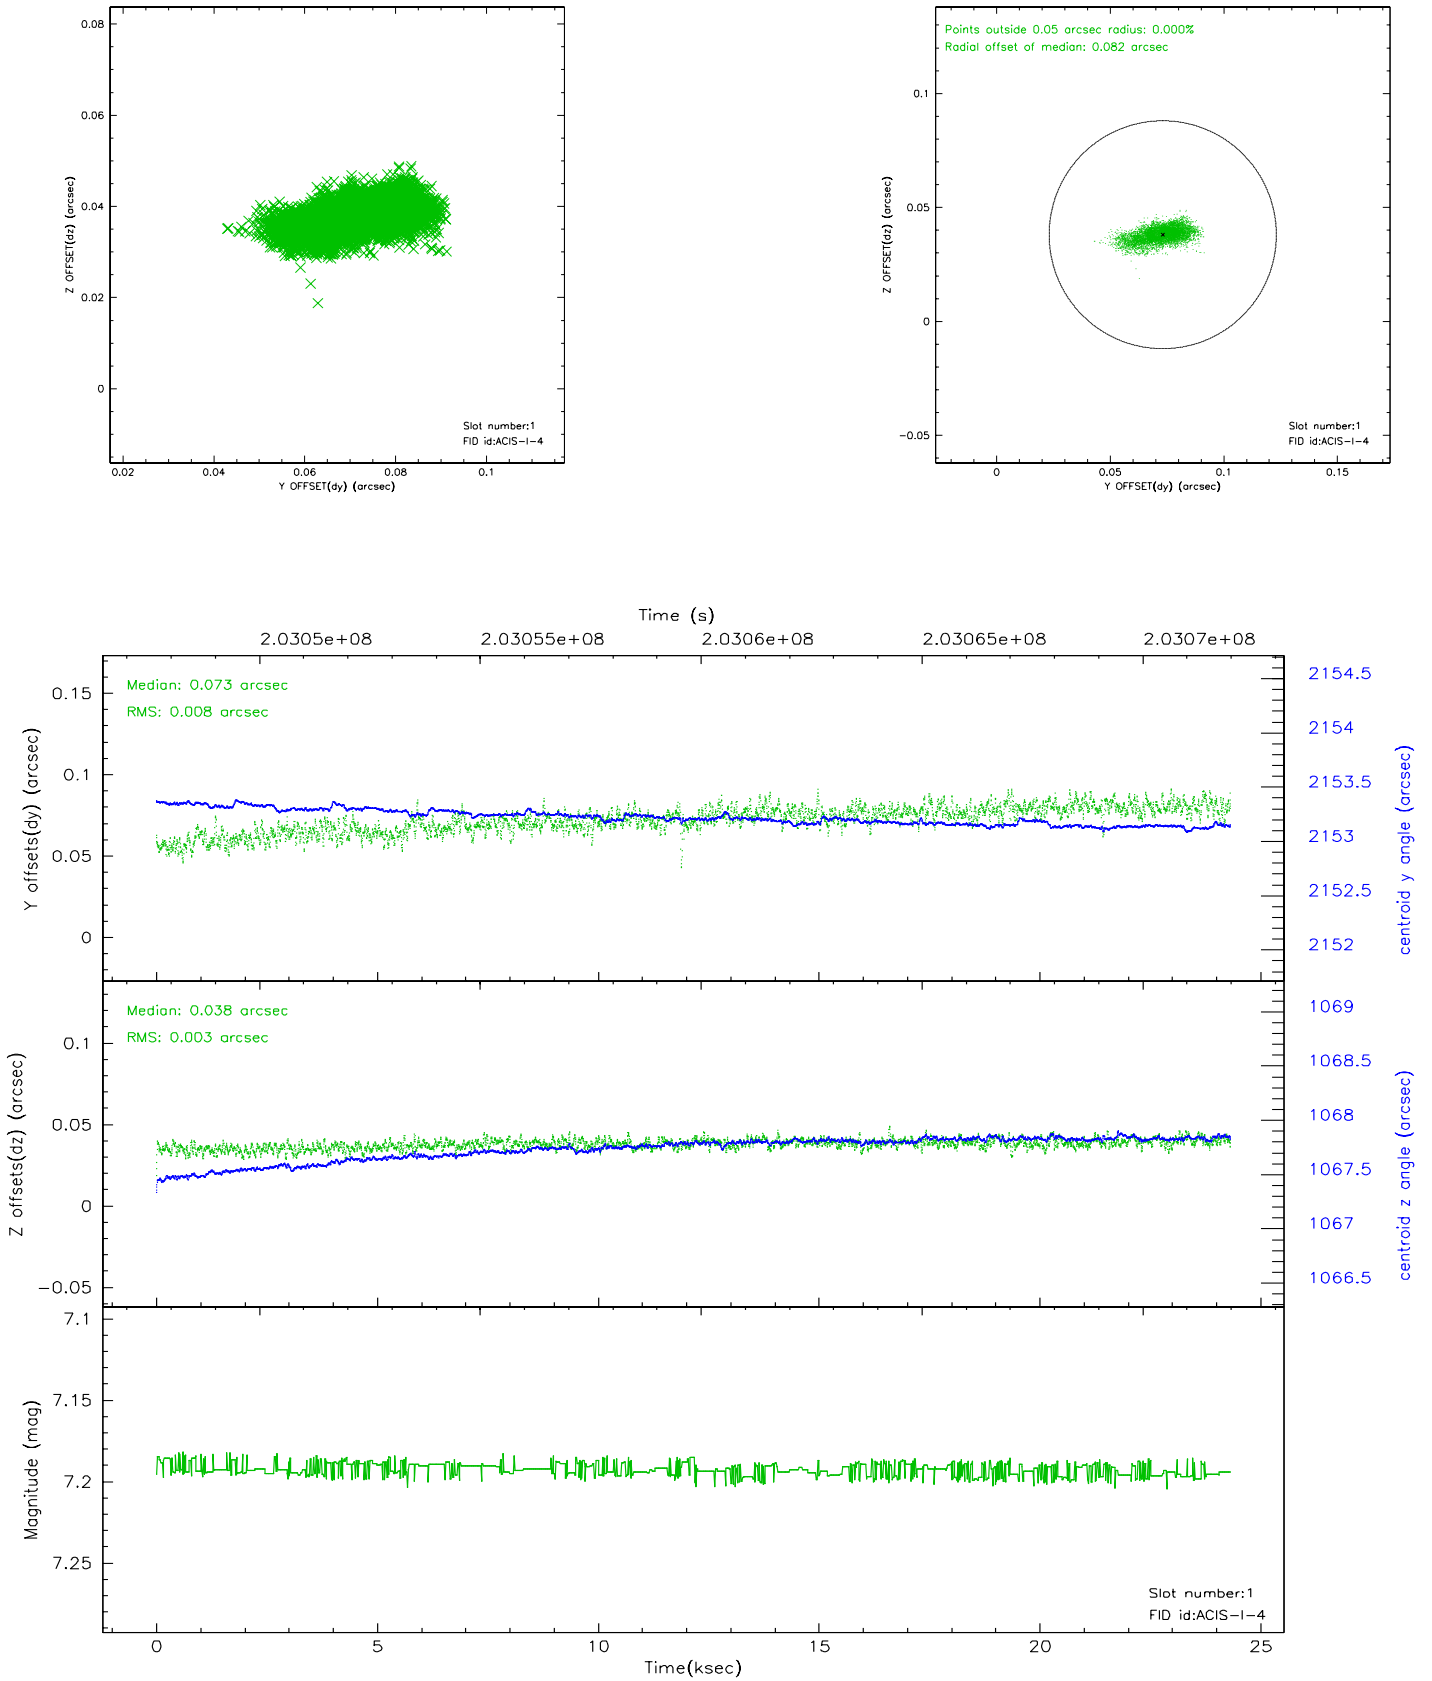 0.08
0.06
0.04
0.02
0
Z OFFSET(dz) (arcsec)
Slot number:1
FID id:ACIS-I-4
0.02 0.04 0.06 0.08 0.1
Y OFFSET(dy) (arcsec)
Points outside 0.05 arcsec radius: 0.000%
Radial offset of median: 0.082 arcsec
0.1
0.05
0
-0.05
Z OFFSET(dz) (arcsec)
Slot number:1
FID id:ACIS-I-4
0 0.05 0.1 0.15
Y OFFSET(dy) (arcsec)
Time (s)
2.0305e+08 2.03055e+08 2.0306e+08 2.03065e+08 2.0307e+08
Median: 0.073 arcsec
RMS: 0.008 arcsec
0.15
0.1
0.05
0
Y offsets(dy) (arcsec)
2154.5
2154
2153.5
2153
2152.5
2152
centroid y angle (arcsec)
Median: 0.038 arcsec
RMS: 0.003 arcsec
0.1
0.05
0
-0.05
Z offsets(dz) (arcsec)
1069
1068.5
1068
1067.5
1067
1066.5
centroid z angle (arcsec)
7.1
7.15
7.2
7.25
Magnitude (mag)
Slot number:1
FID id:ACIS-I-4
0 5 10 15 20 25
Time(ksec)